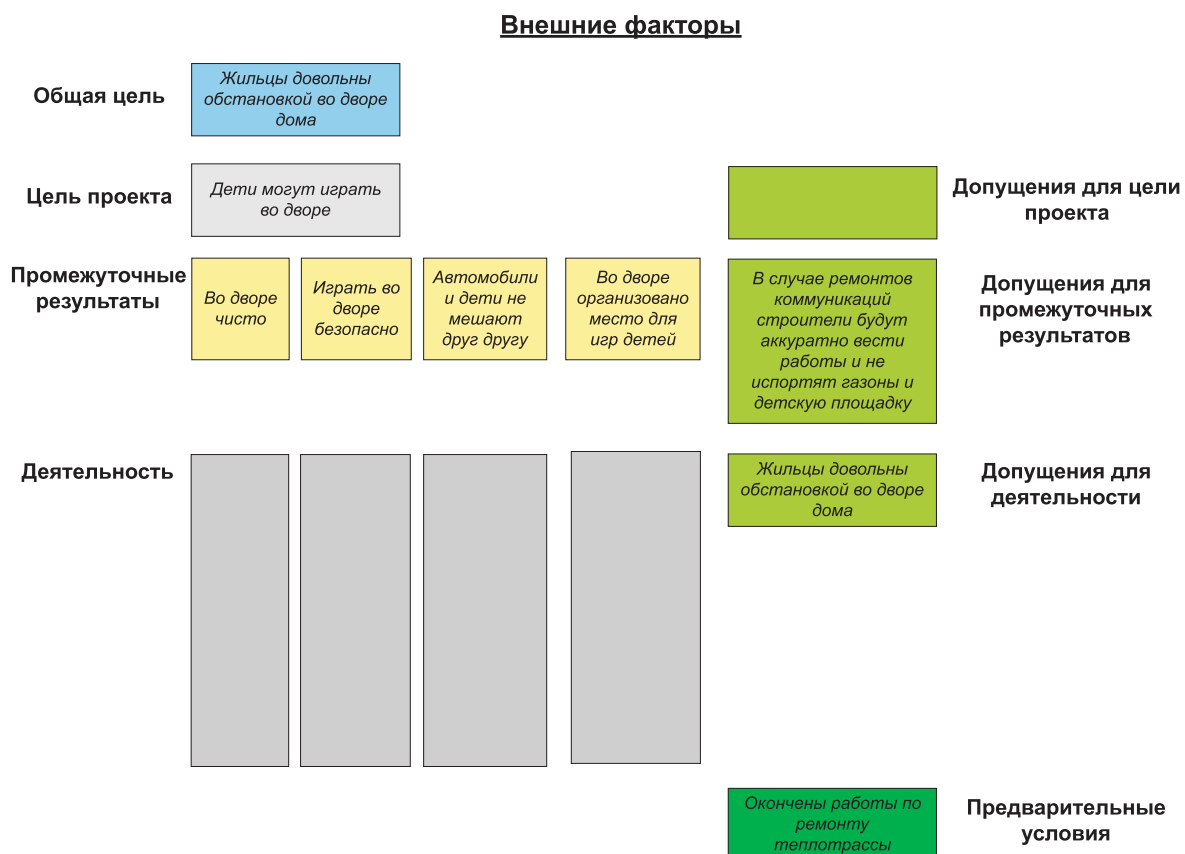 Внешние факторы
Общая цель
Жильцы довольны
обстановкой во дворе
дома
Цель проекта
Дети могут играть
во дворе
Допущения для цели
проекта
Промежуточные
результаты
Во дворе
чисто
Играть во
дворе
безопасно
Автомобили
и дети не
мешают
друг другу
Во дворе
организовано
место для
игр детей
В случае ремонтов
коммуникаций
строители будут
аккуратно вести
работы и не
испортят газоны и
детскую площадку
Допущения для
промежуточных
результатов
Деятельность
Жильцы довольны
обстановкой во дворе
дома
Допущения для
деятельности
Окончены работы по
ремонту
теплотрассы
Предварительные
условия